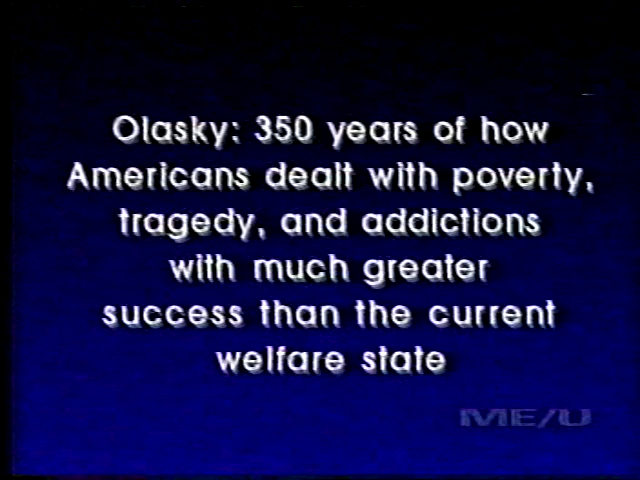 Olasky: 350 years of how
Americans dealt with poverty,
tragedy, and addictions
with much greater
success than the current
welfare state
ME/U